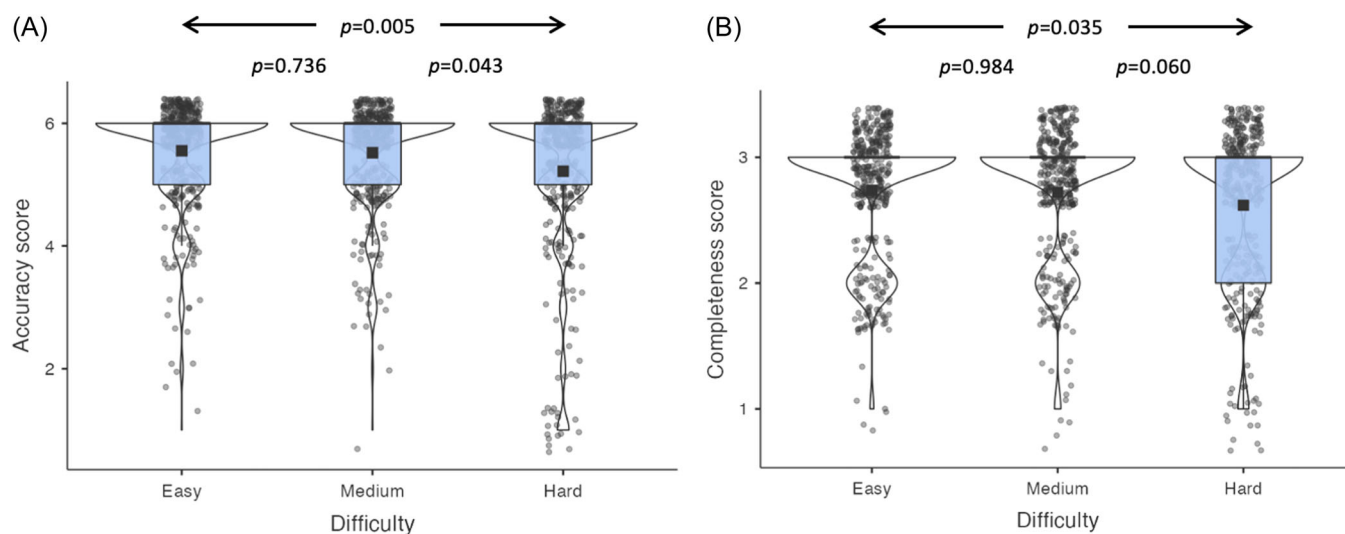 (A)
p=0.005
p=0.736
p=0.043
Accuracy score
6
4
2
Easy
Medium
Hard
Difficulty
(B)
p=0.035
p=0.984
p=0.060
Completeness score
3
2
1
Easy
Medium
Hard
Difficulty